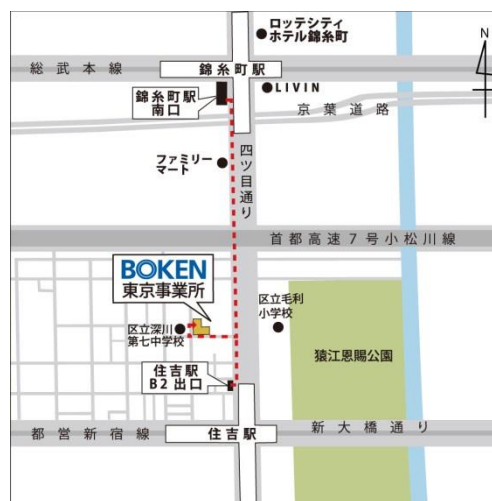 ロッテシティ
ホテル錦糸町
N
総武本線
錦糸町駅
錦糸町駅
南口
LIVIN
京葉道路
ファミリー
マート
四ツ目通り
首都高速7号小松川線
BOKEN
東京事業所
区立毛利
小学校
区立深川
第七中学校
猿江恩賜公園
住吉駅
B2出口
都営新宿線
住吉駅
新大橋通り